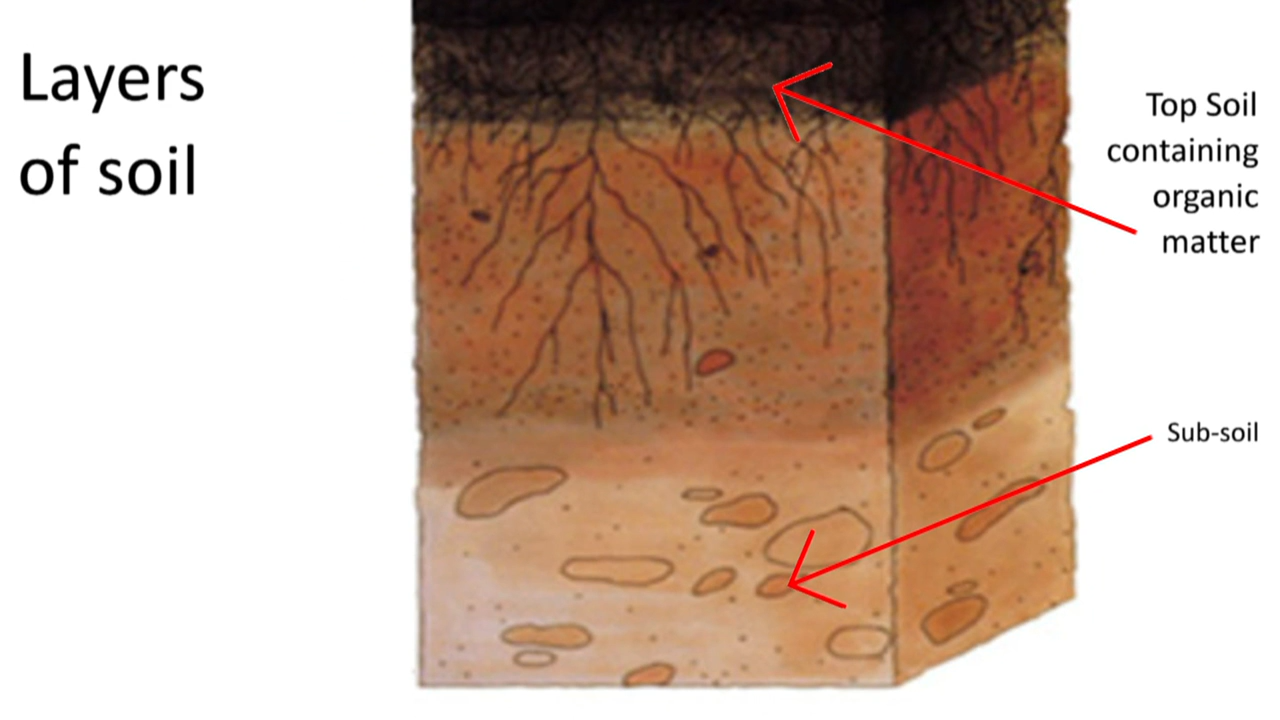 Layers
of soil
Top Soil
containing
organic
matter
Sub-soil